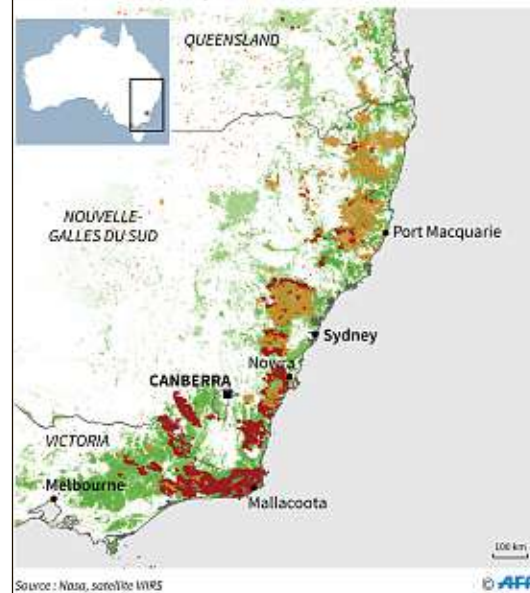 QUEENSLAND
NOUVELLE-
GALLES DU SUD
Port Macquarie
Sydney
Nowra
CANBERRA
VICTORIA
Melbourne
Mallacoota
100 km
Source : Nasa, satellite VIIRS
© AFP